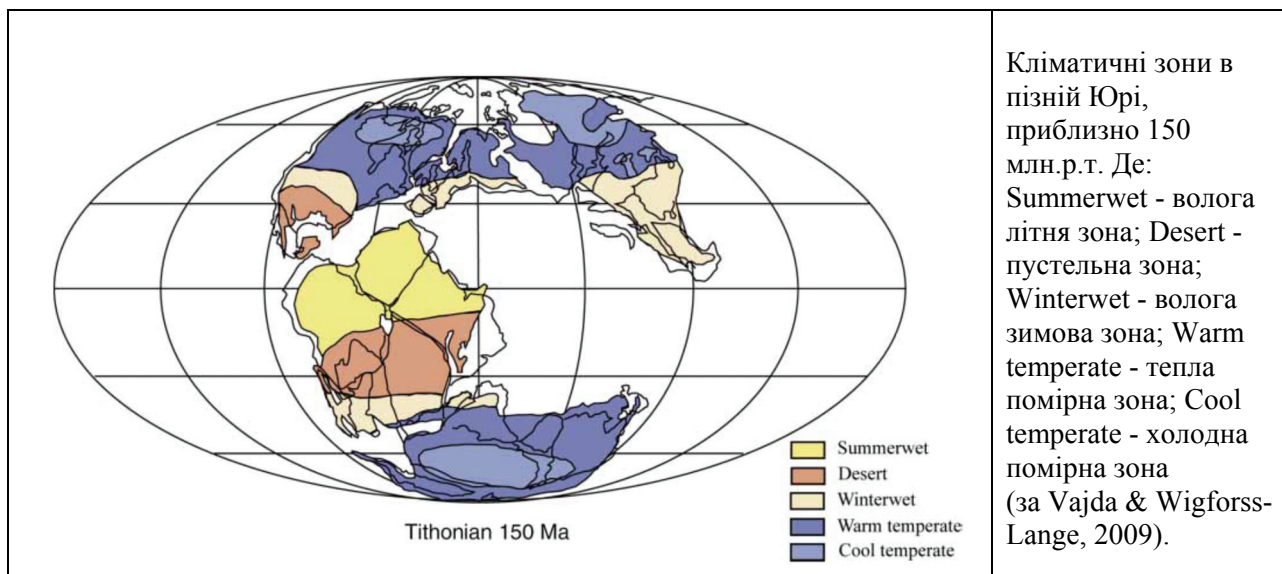 Summerwet
Desert
Winterwet
Warm temperate
Cool temperate
Tithonian 150 Ma
Кліматичні зони в
пізній Юрі,
приблизно 150
млн.р.т. Де:
Summerwet - волога
літня зона; Desert -
пустельна зона;
Winterwet - волога
зимова зона; Warm
temperate - тепла
помірна зона; Cool
temperate - холодна
помірна зона
(за Vajda & Wigforss-
Lange, 2009).